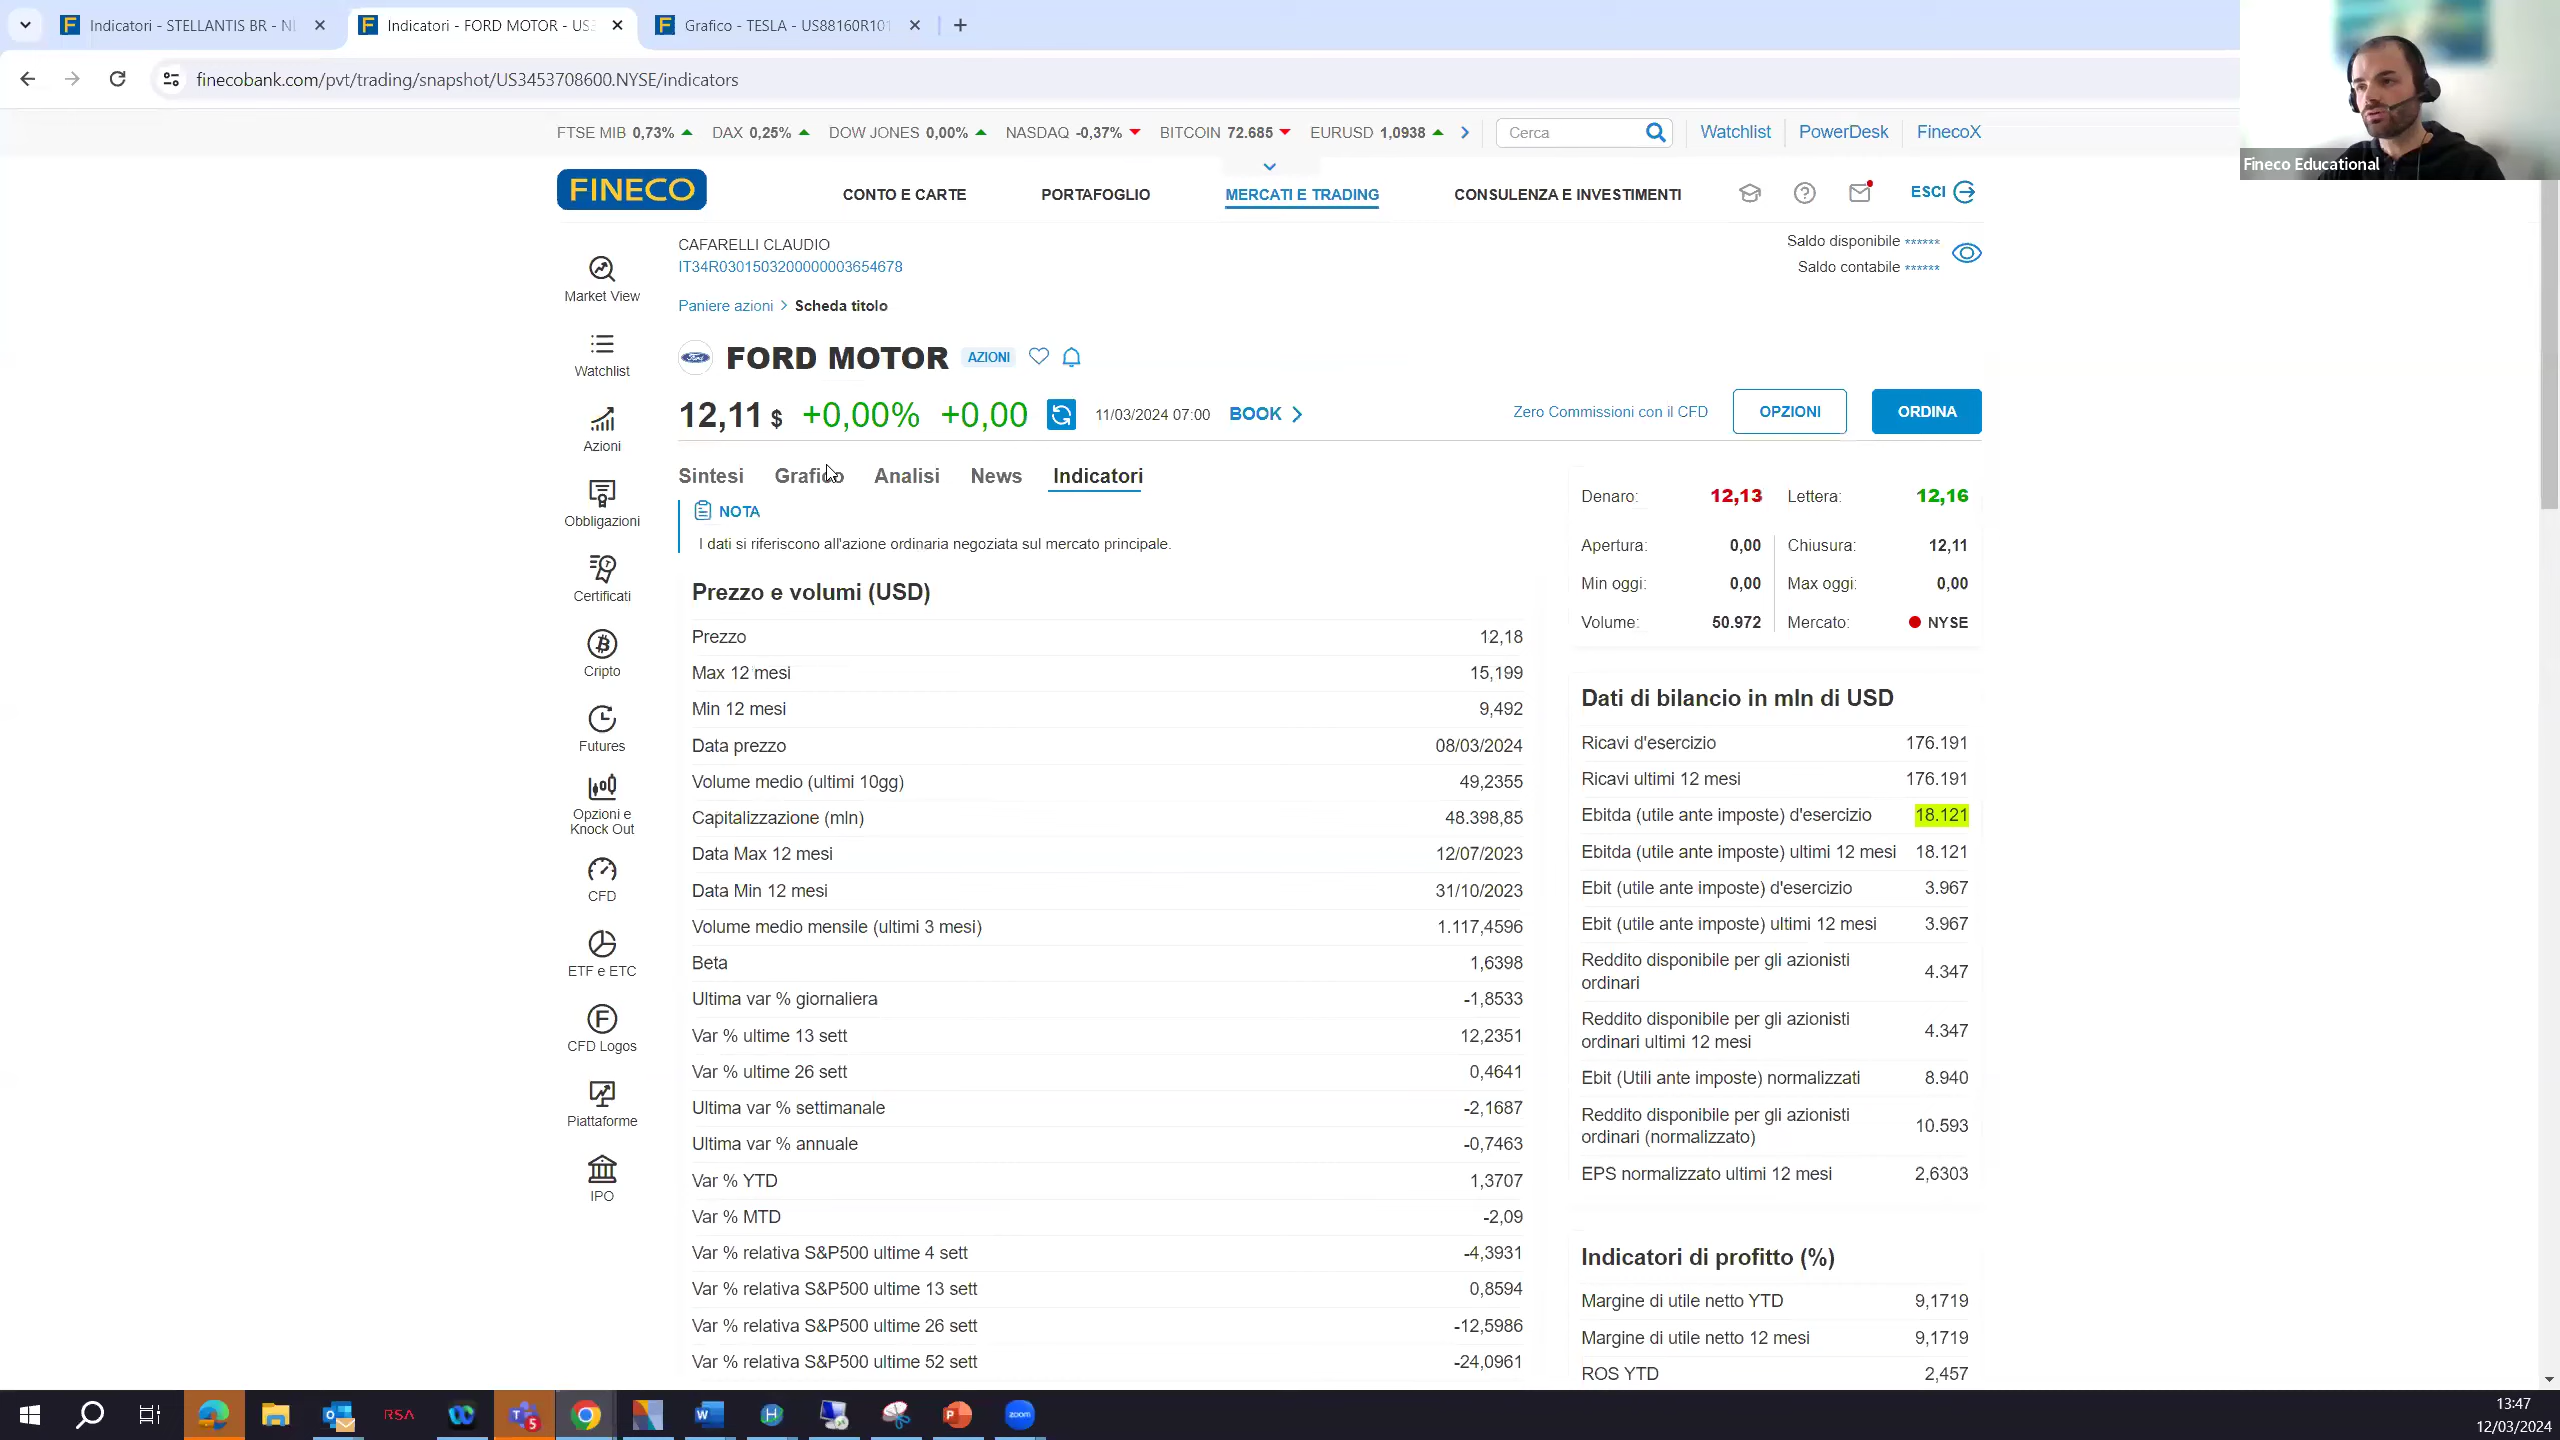 Indicatori - STELLANTIS BR - NL
Indicatori - FORD MOTOR - US3
Grafico - TESLA - US88160R101
finecobank.com/pvt/trading/snapshot/US3453708600.NYSE/indicators
FTSE MIB 0,73% DAX 0,25% DOW JONES 0,00% NASDAQ -0,37% BITCOIN 72.685 EURUSD 1,0938
Cerca
Watchlist
PowerDesk
FinecoX
Fineco Educational
FINECO
CONTO E CARTE
PORTAFOGLIO
MERCATI E TRADING
CONSULENZA E INVESTIMENTI
ESCI
Market View
Watchlist
Azioni
Obbligazioni
Certificati
Cripto
Futures
Opzioni e
Knock Out
CFD
ETF e ETC
CFD Logos
Piattaforme
IPO
CAFARELLI CLAUDIO
IT34R0301503200000003654678
Saldo disponibile ******
Saldo contabile ******
Paniere azioni > Scheda titolo
Ford
FORD MOTOR
AZIONI
12,11 $ +0,00% +0,00
11/03/2024 07:00
BOOK
Zero Commissioni con il CFD
OPZIONI
ORDINA
Sintesi
Grafico
Analisi
News
Indicatori
NOTA
I dati si riferiscono all'azione ordinaria negoziata sul mercato principale.
Prezzo e volumi (USD)
Prezzo 12,18
Max 12 mesi 15,199
Min 12 mesi 9,492
Data prezzo 08/03/2024
Volume medio (ultimi 10gg) 49,2355
Capitalizzazione (mln) 48.398,85
Data Max 12 mesi 12/07/2023
Data Min 12 mesi 31/10/2023
Volume medio mensile (ultimi 3 mesi) 1.117,4596
Beta 1,6398
Ultima var % giornaliera -1,8533
Var % ultime 13 sett 12,2351
Var % ultime 26 sett 0,4641
Ultima var % settimanale -2,1687
Ultima var % annuale -0,7463
Var % YTD 1,3707
Var % MTD -2,09
Var % relativa S&P500 ultime 4 sett -4,3931
Var % relativa S&P500 ultime 13 sett 0,8594
Var % relativa S&P500 ultime 26 sett -12,5986
Var % relativa S&P500 ultime 52 sett -24,0961
Denaro: 12,13 Lettera: 12,16
Apertura: 0,00 Chiusura: 12,11
Min oggi: 0,00 Max oggi: 0,00
Volume: 50.972 Mercato: NYSE
Dati di bilancio in mln di USD
Ricavi d'esercizio 176.191
Ricavi ultimi 12 mesi 176.191
Ebitda (utile ante imposte) d'esercizio 18.121
Ebitda (utile ante imposte) ultimi 12 mesi 18.121
Ebit (utile ante imposte) d'esercizio 3.967
Ebit (utile ante imposte) ultimi 12 mesi 3.967
Reddito disponibile per gli azionisti
ordinari 4.347
Reddito disponibile per gli azionisti
ordinari ultimi 12 mesi 4.347
Ebit (Utili ante imposte) normalizzati 8.940
Reddito disponibile per gli azionisti
ordinari (normalizzato) 10.593
EPS normalizzato ultimi 12 mesi 2,6303
Indicatori di profitto (%)
Margine di utile netto YTD 9,1719
Margine di utile netto 12 mesi 9,1719
ROS YTD 2,457
RSA
zoom
13:47
12/03/2024